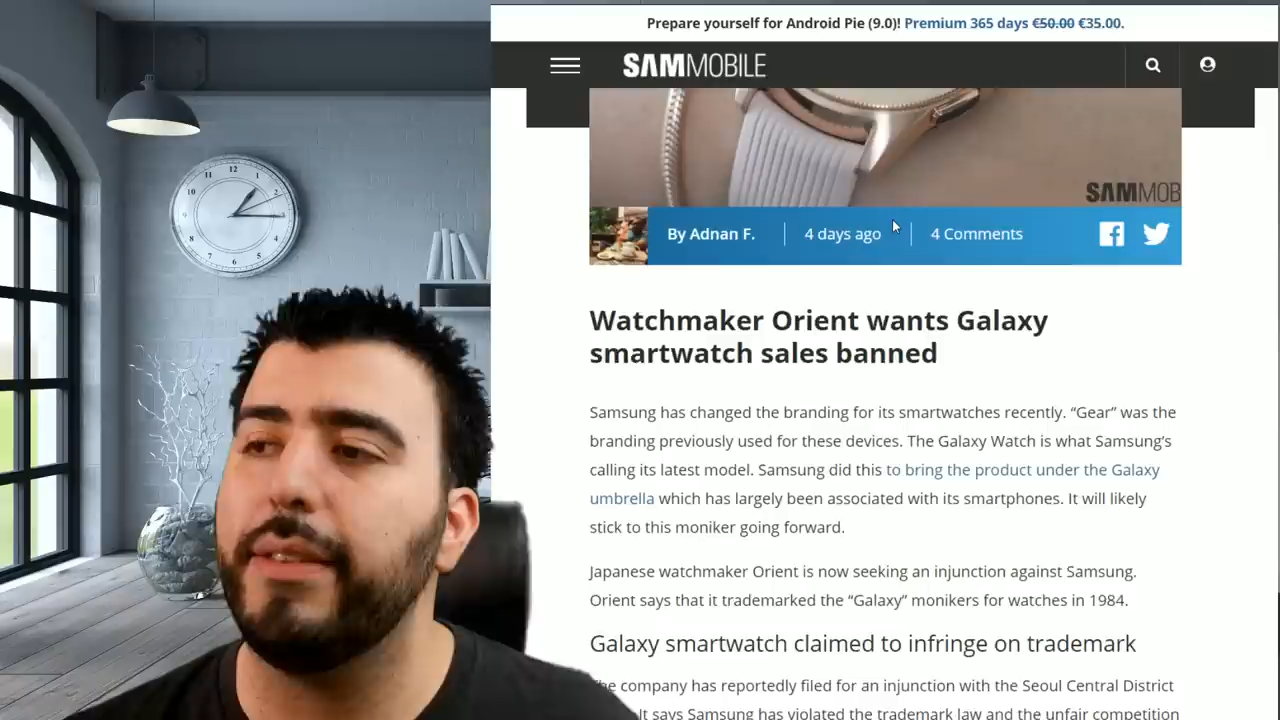 Prepare yourself for Android Pie (9.0)! Premium 365 days €50.00 €35.00.
SAMMOBILE
SAMMOB
By Adnan F.
4 days ago
4 Comments
12
11
1
10
2
Watchmaker Orient wants Galaxy
smartwatch sales banned
Samsung has changed the branding for its smartwatches recently. “Gear” was the
branding previously used for these devices. The Galaxy Watch is what Samsung’s
calling its latest model. Samsung did this to bring the product under the Galaxy
umbrella which has largely been associated with its smartphones. It will likely
stick to this moniker going forward.
Japanese watchmaker Orient is now seeking an injunction against Samsung.
Orient says that it trademarked the “Galaxy” monikers for watches in 1984.
Galaxy smartwatch claimed to infringe on trademark
company has reportedly filed for an injunction with the Seoul Central District
It says Samsung has violated the trademark law and the unfair competition